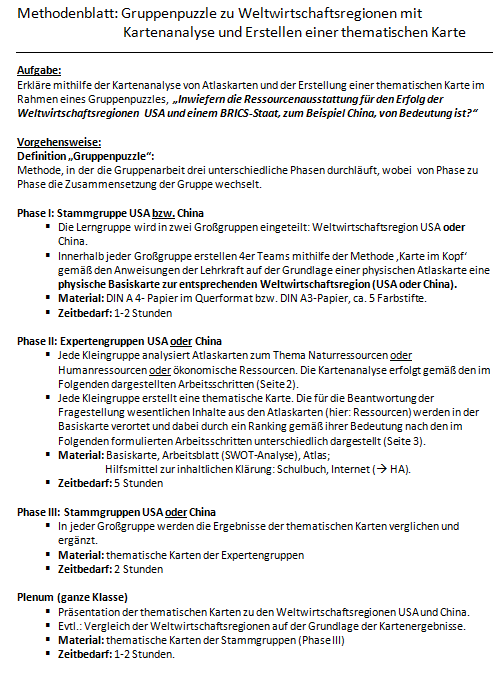 Methodenblatt: Gruppenpuzzle zu Weltwirtschaftsregionen mit
Kartenanalyse und Erstellen einer thematischen Karte
Aufgabe:
Erkläre mithilfe der Kartenanalyse von Atlaskarten und der Erstellung einer thematischen Karte im
Rahmen eines Gruppenpuzzles, „Inwiefern die Ressourcenausstattung für den Erfolg der
Weltwirtschaftsregionen USA und einem BRICS-Staat, zum Beispiel China, von Bedeutung ist?“
Vorgehensweise:
Definition „Gruppenpuzzle“:
Methode, in der die Gruppenarbeit drei unterschiedliche Phasen durchläuft, wobei von Phase zu
Phase die Zusammensetzung der Gruppe wechselt.
Phase I: Stammgruppe USA bzw. China
▪ Die Lerngruppe wird in zwei Großgruppen eingeteilt: Weltwirtschaftsregion USA oder
China.
▪ Innerhalb jeder Großgruppe erstellen 4er Teams mithilfe der Methode ‚Karte im Kopf‘
gemäß den Anweisungen der Lehrkraft auf der Grundlage einer physischen Atlaskarte eine
physische Basiskarte zur entsprechenden Weltwirtschaftsregion (USA oder China).
▪ Material: DIN A 4- Papier im Querformat bzw. DIN A3-Papier, ca. 5 Farbstifte.
▪ Zeitbedarf: 1-2 Stunden
Phase II: Expertengruppen USA oder China
▪ Jede Kleingruppe analysiert Atlaskarten zum Thema Naturressourcen oder
Humanressourcen oder ökonomische Ressourcen. Die Kartenanalyse erfolgt gemäß den im
Folgenden dargestellten Arbeitsschritten (Seite 2).
▪ Jede Kleingruppe erstellt eine thematische Karte. Die für die Beantwortung der
Fragestellung wesentlichen Inhalte aus den Atlaskarten (hier: Ressourcen) werden in der
Basiskarte verortet und dabei durch ein Ranking gemäß ihrer Bedeutung nach den im
Folgenden formulierten Arbeitsschritten unterschiedlich dargestellt (Seite 3).
▪ Material: Basiskarte, Arbeitsblatt (SWOT-Analyse), Atlas;
Hilfsmittel zur inhaltlichen Klärung: Schulbuch, Internet (→ HA).
▪ Zeitbedarf: 5 Stunden
Phase III: Stammgruppen USA oder China
▪ In jeder Großgruppe werden die Ergebnisse der thematischen Karten verglichen und
ergänzt.
▪ Material: thematische Karten der Expertengruppen
▪ Zeitbedarf: 2 Stunden
Plenum (ganze Klasse)
▪ Präsentation der thematischen Karten zu den Weltwirtschaftsregionen USA und China.
▪ Evtl.: Vergleich der Weltwirtschaftsregionen auf der Grundlage der Kartenergebnisse.
▪ Material: thematische Karten der Stammgruppen (Phase III)
▪ Zeitbedarf: 1-2 Stunden.